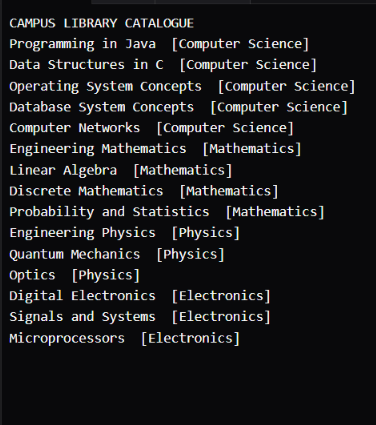 CAMPUS LIBRARY CATALOGUE
Programming in Java  [Computer Science]
Data Structures in C  [Computer Science]
Operating System Concepts  [Computer Science]
Database System Concepts  [Computer Science]
Computer Networks  [Computer Science]
Engineering Mathematics  [Mathematics]
Linear Algebra  [Mathematics]
Discrete Mathematics  [Mathematics]
Probability and Statistics  [Mathematics]
Engineering Physics  [Physics]
Quantum Mechanics  [Physics]
Optics  [Physics]
Digital Electronics  [Electronics]
Signals and Systems  [Electronics]
Microprocessors  [Electronics]